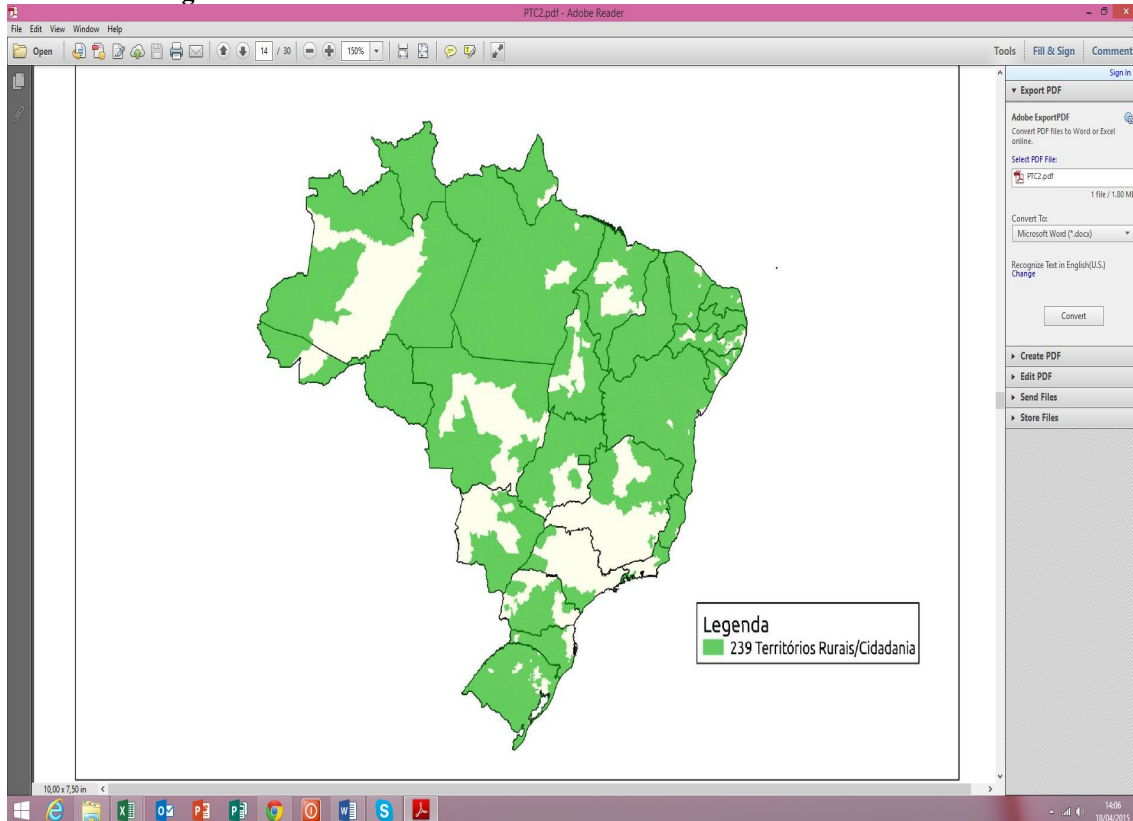 PTC2.pdf - Adobe Reader
File Edit View Window Help
Open 14 / 30 150% Tools Fill & Sign Comment
Sign In
Export PDF
Adobe ExportPDF
Convert PDF files to Word or Excel
online.
Select PDF File:
PTC2.pdf
1 file / 1.80 MB
Convert To:
Microsoft Word (*.docx)
Recognize Text in English(U.S.)
Change
Convert
Create PDF
Edit PDF
Send Files
Store Files
Legenda
239 Territórios Rurais/Cidadania
10,00 x 7,50 in
14:06
18/04/2015